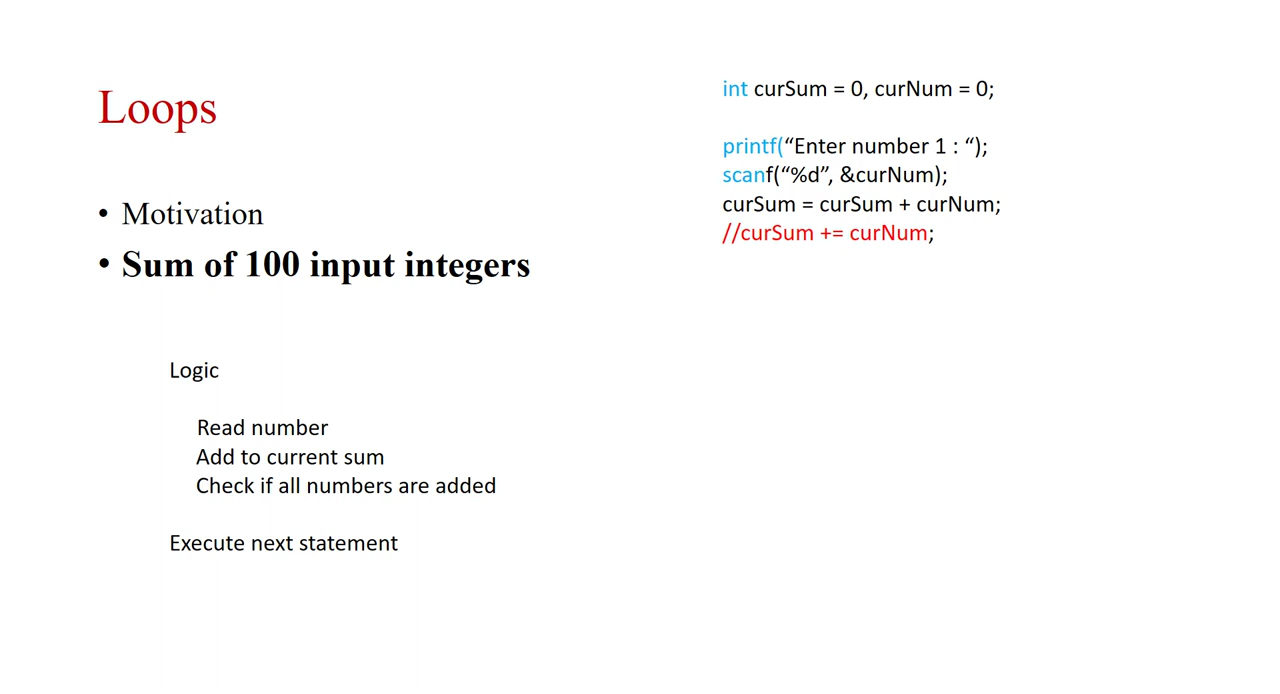 Loops
• Motivation
• Sum of 100 input integers
Logic
Read number
Add to current sum
Check if all numbers are added
Execute next statement
int curSum = 0, curNum = 0;
printf(“Enter number 1 : “);
scanf(“%d”, &curNum);
curSum = curSum + curNum;
//curSum += curNum;